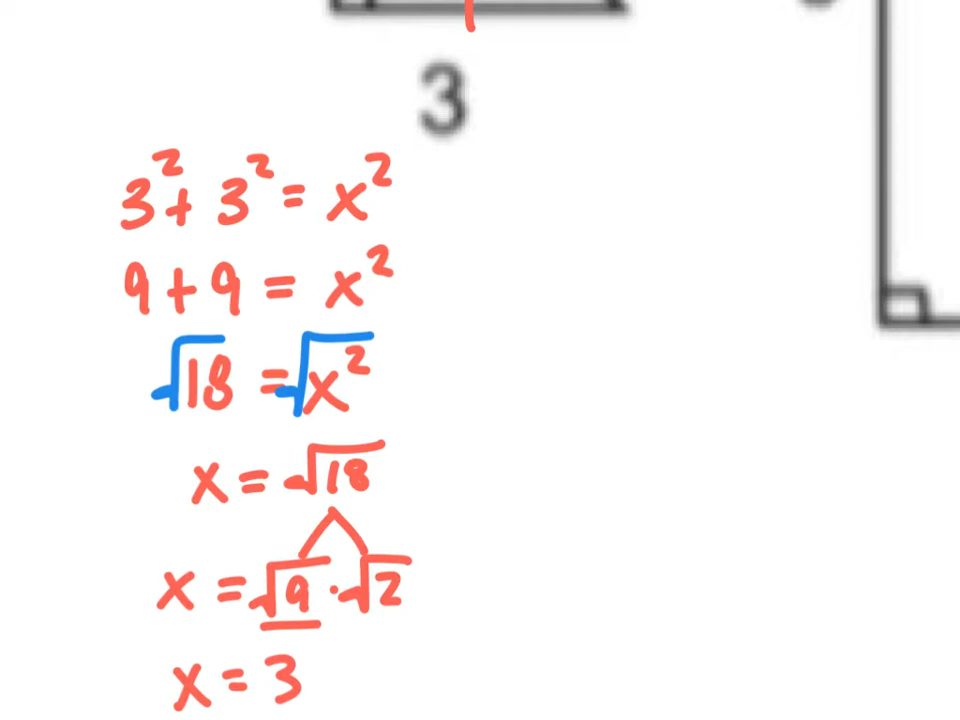 3
3² + 3² = x²
9 + 9 = x²
√18 = √x²
x = √18
x = √9 · √2
x = 3